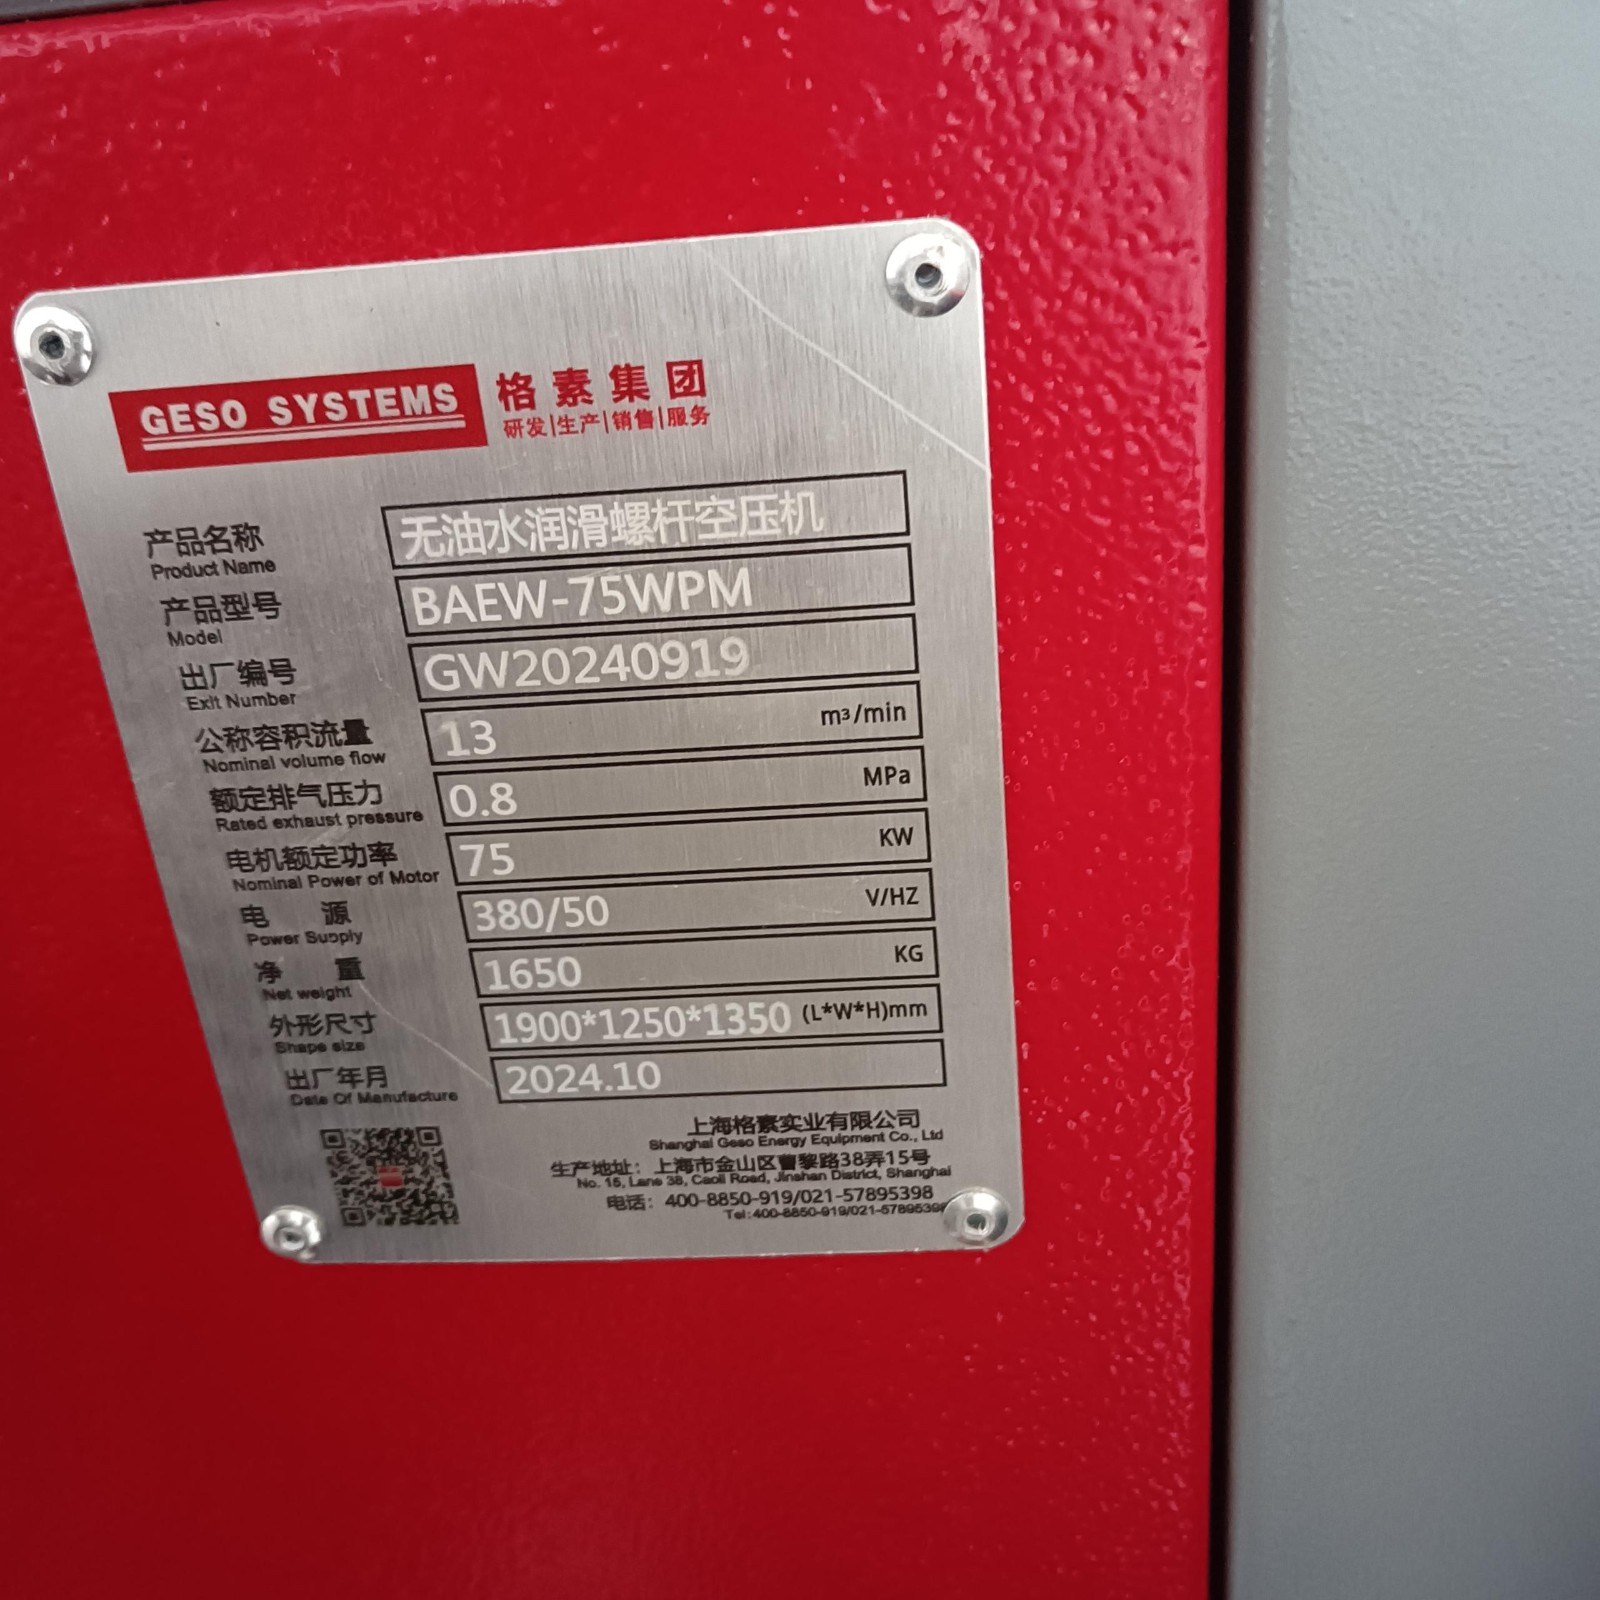 GESO SYSTEMS 格素集团
研发|生产|销售|服务
产品名称 无油水润滑螺杆空压机
Product Name
产品型号 BAEW-75WPM
Model
出厂编号 GW20240919
Exit Number
公称容积流量 13 m³/min
Nominal volume flow
额定排气压力 0.8 MPa
Rated exhaust pressure
电机额定功率 75 KW
Nominal Power of Motor
电 源 380/50 V/HZ
Power Supply
净 重 1650 KG
Net weight
外形尺寸 1900*1250*1350 (L*W*H)mm
Shape size
出厂年月 2024.10
Date Of Manufacture
上海格素实业有限公司
Shanghai Geso Energy Equipment Co., Ltd
生产地址：上海市金山区曹黎路38弄15号
No. 15, Lane 38, Caoli Road, Jinshan District, Shanghai
电话：400-8850-919/021-57895398
Tel:400-8850-919/021-57895398